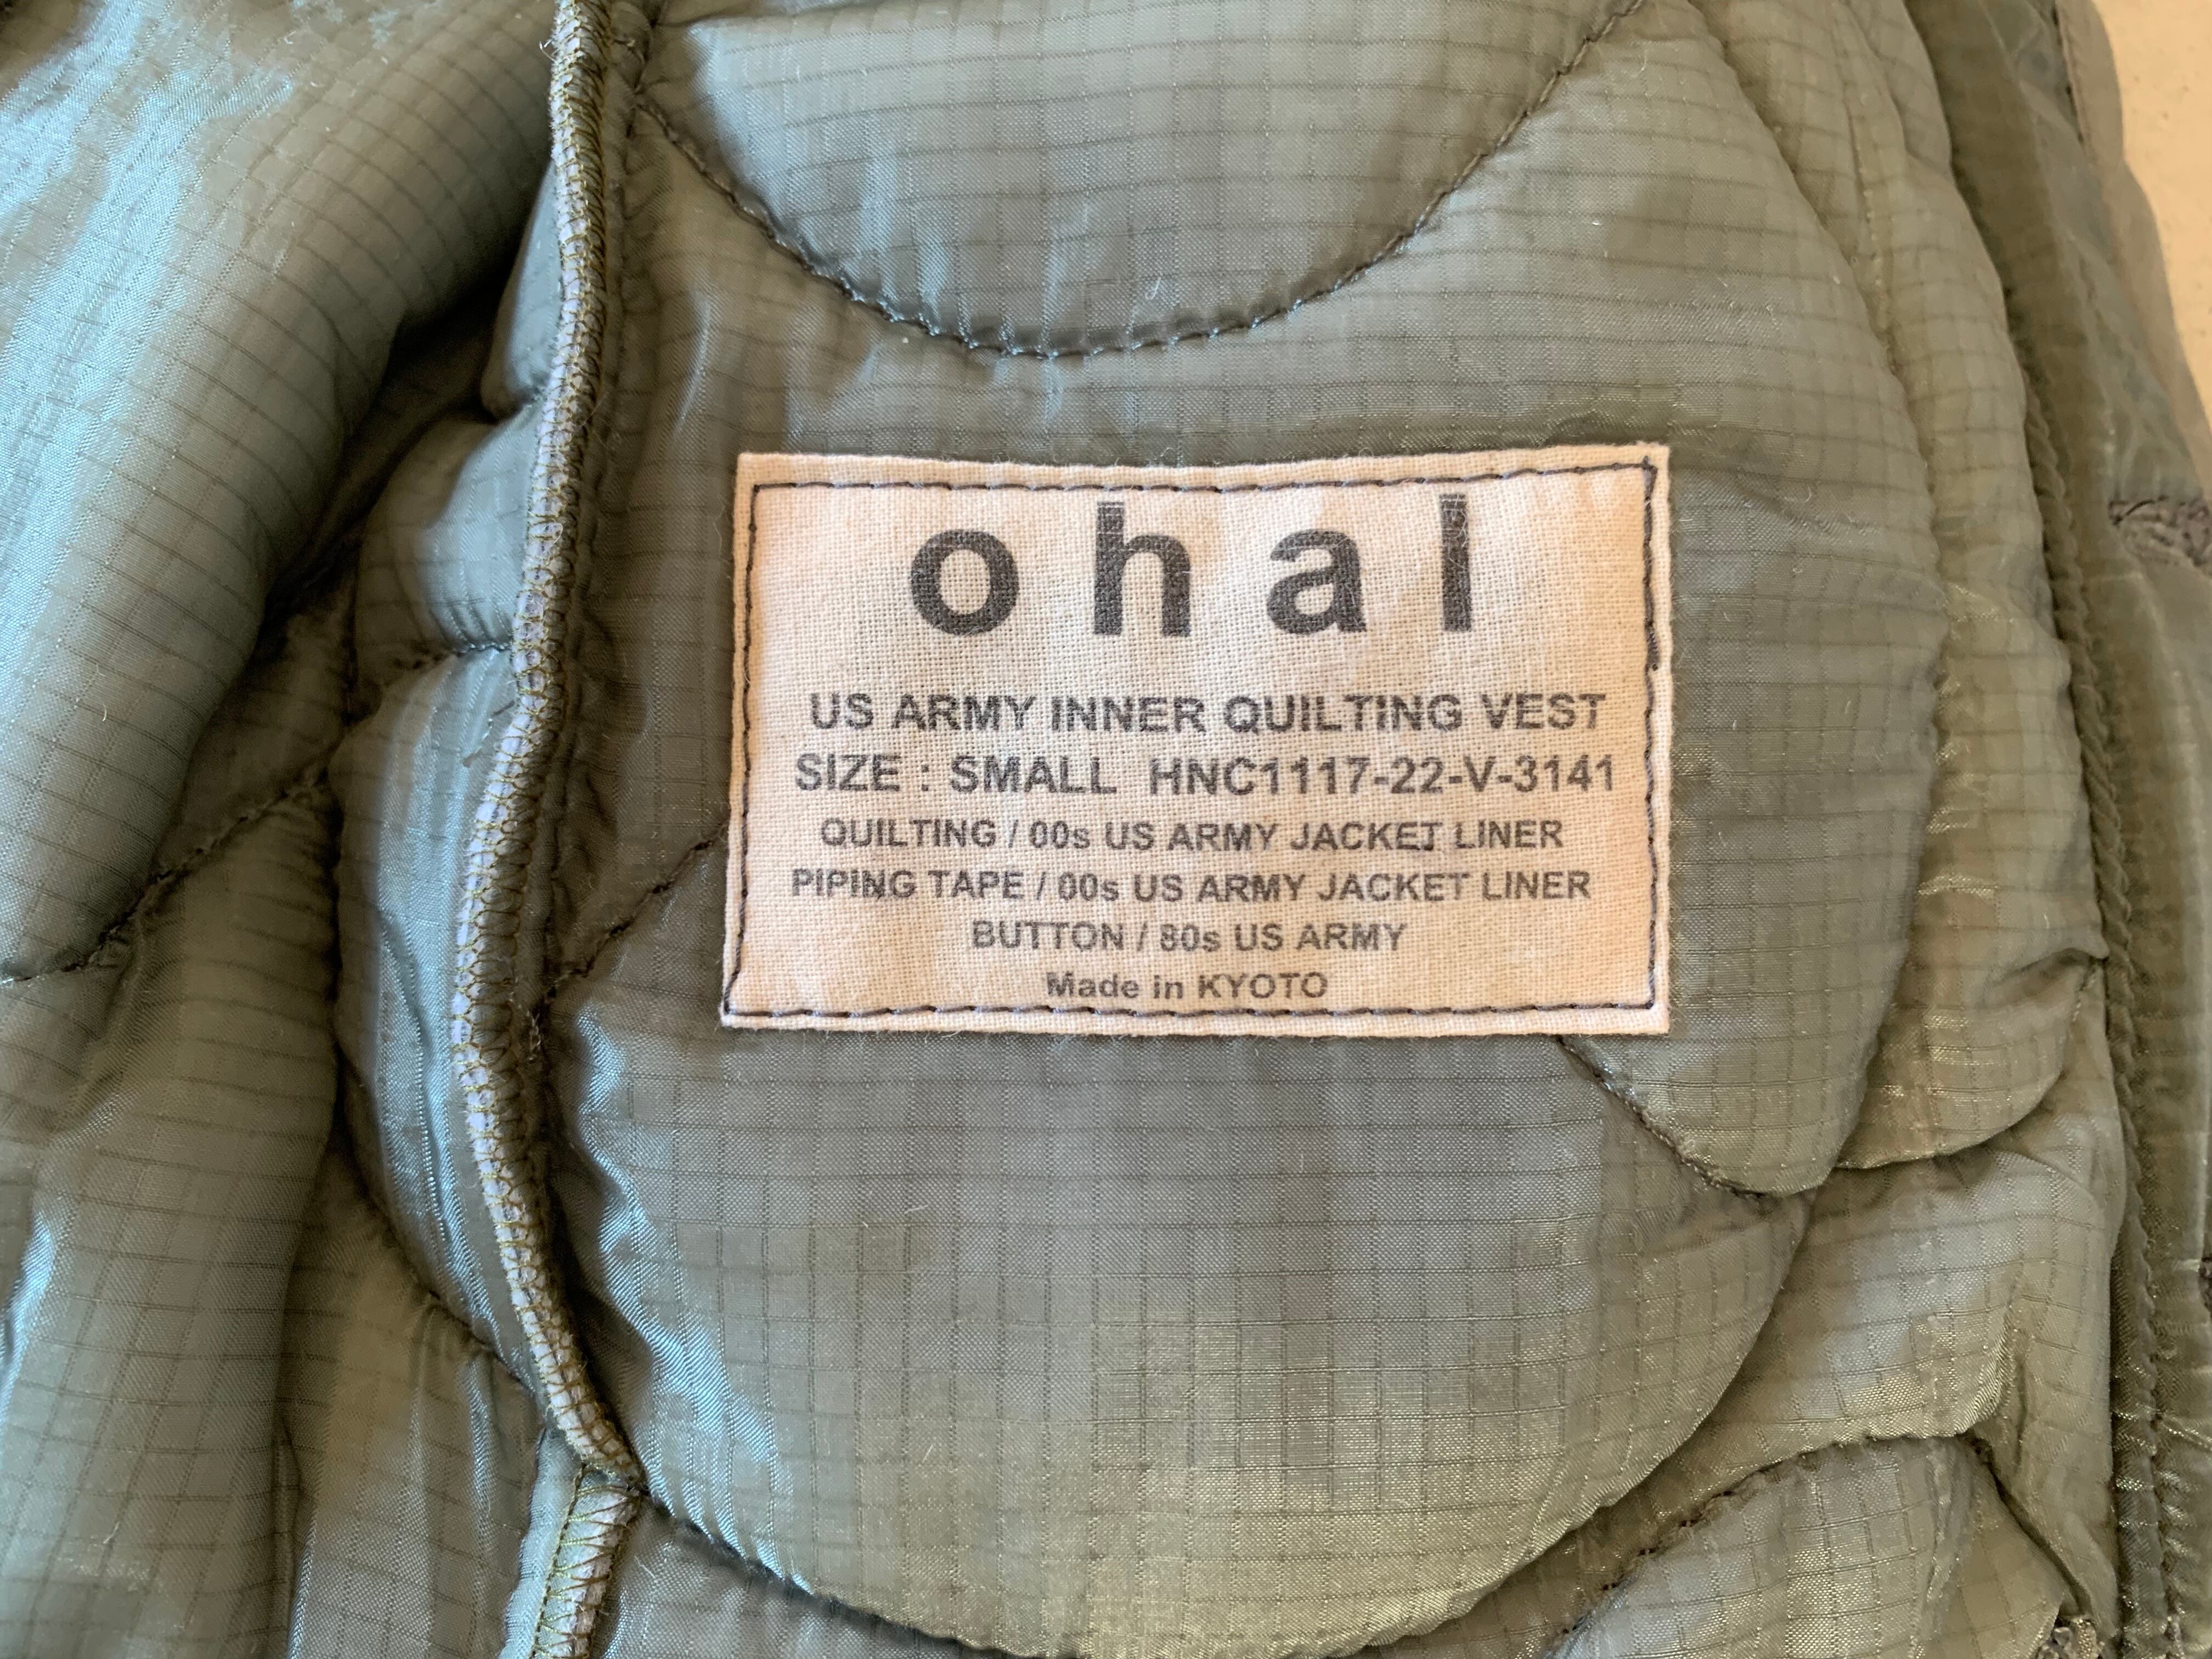 ohal
US ARMY INNER QUILTING VEST
SIZE : SMALL HNC1117-22-V-3141
QUILTING / 00s US ARMY JACKET LINER
PIPING TAPE / 00s US ARMY JACKET LINER
BUTTON / 80s US ARMY
Made in KYOTO